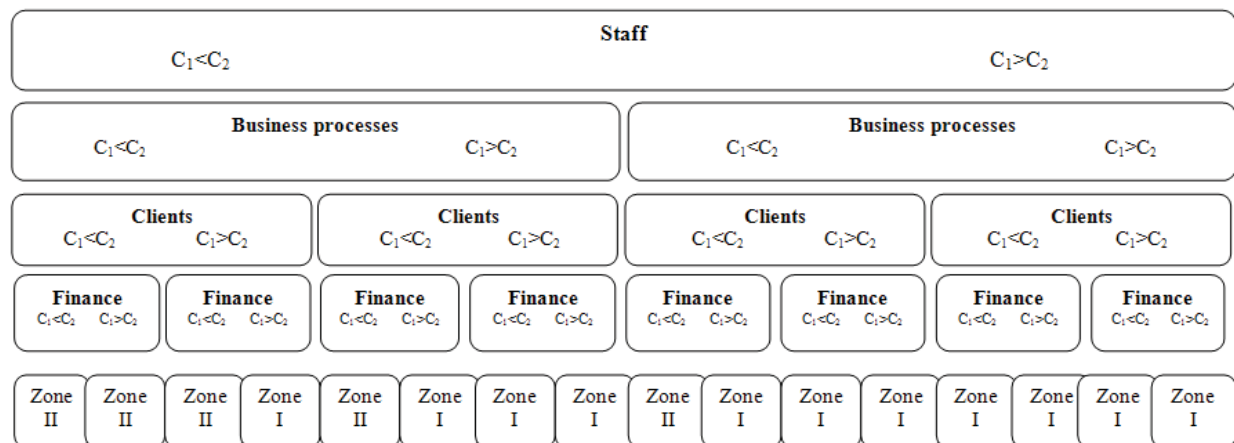 Staff
C₁<C₂ C₁>C₂
Business processes Business processes
C₁<C₂ C₁>C₂ C₁<C₂ C₁>C₂
Clients Clients Clients Clients
C₁<C₂ C₁>C₂ C₁<C₂ C₁>C₂ C₁<C₂ C₁>C₂ C₁<C₂ C₁>C₂
Finance Finance Finance Finance Finance Finance Finance Finance
C₁<C₂ C₁>C₂ C₁<C₂ C₁>C₂ C₁<C₂ C₁>C₂ C₁<C₂ C₁>C₂ C₁<C₂ C₁>C₂ C₁<C₂ C₁>C₂ C₁<C₂ C₁>C₂ C₁<C₂ C₁>C₂
Zone Zone Zone Zone Zone Zone Zone Zone Zone Zone Zone Zone Zone Zone Zone Zone
II II II I II I I I II I I I I I I I